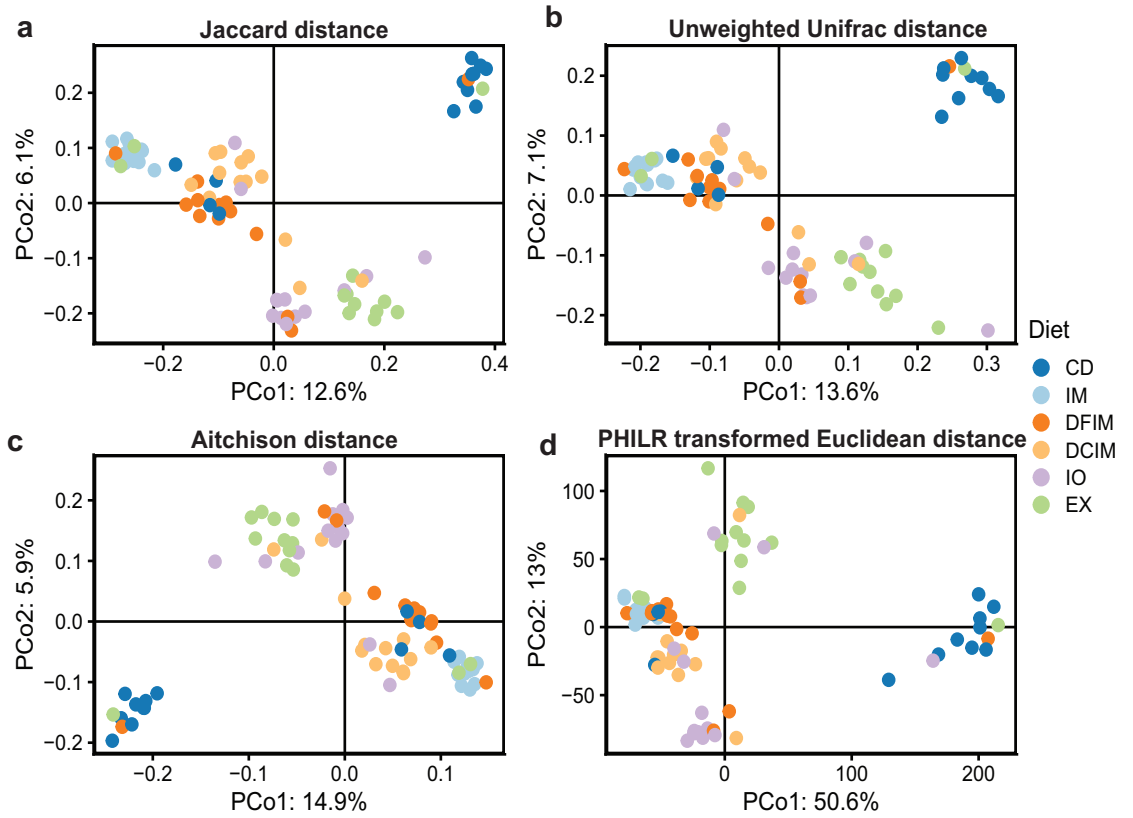 a
Jaccard distance
PCo2: 6.1%
0.2
0.1
0.0
−0.1
−0.2
−0.2
0.0
0.2
0.4
PCo1: 12.6%
b
Unweighted Unifrac distance
PCo2: 7.1%
0.2
0.1
0.0
−0.1
−0.2
−0.2
−0.1
0.0
0.1
0.2
0.3
PCo1: 13.6%
c
Aitchison distance
PCo2: 5.9%
0.2
0.1
0.0
−0.1
−0.2
−0.2
−0.1
0.0
0.1
PCo1: 14.9%
d
PHILR transformed Euclidean distance
PCo2: 13%
100
50
0
−50
0
100
200
PCo1: 50.6%
Diet
CD
IM
DFIM
DCIM
IO
EX